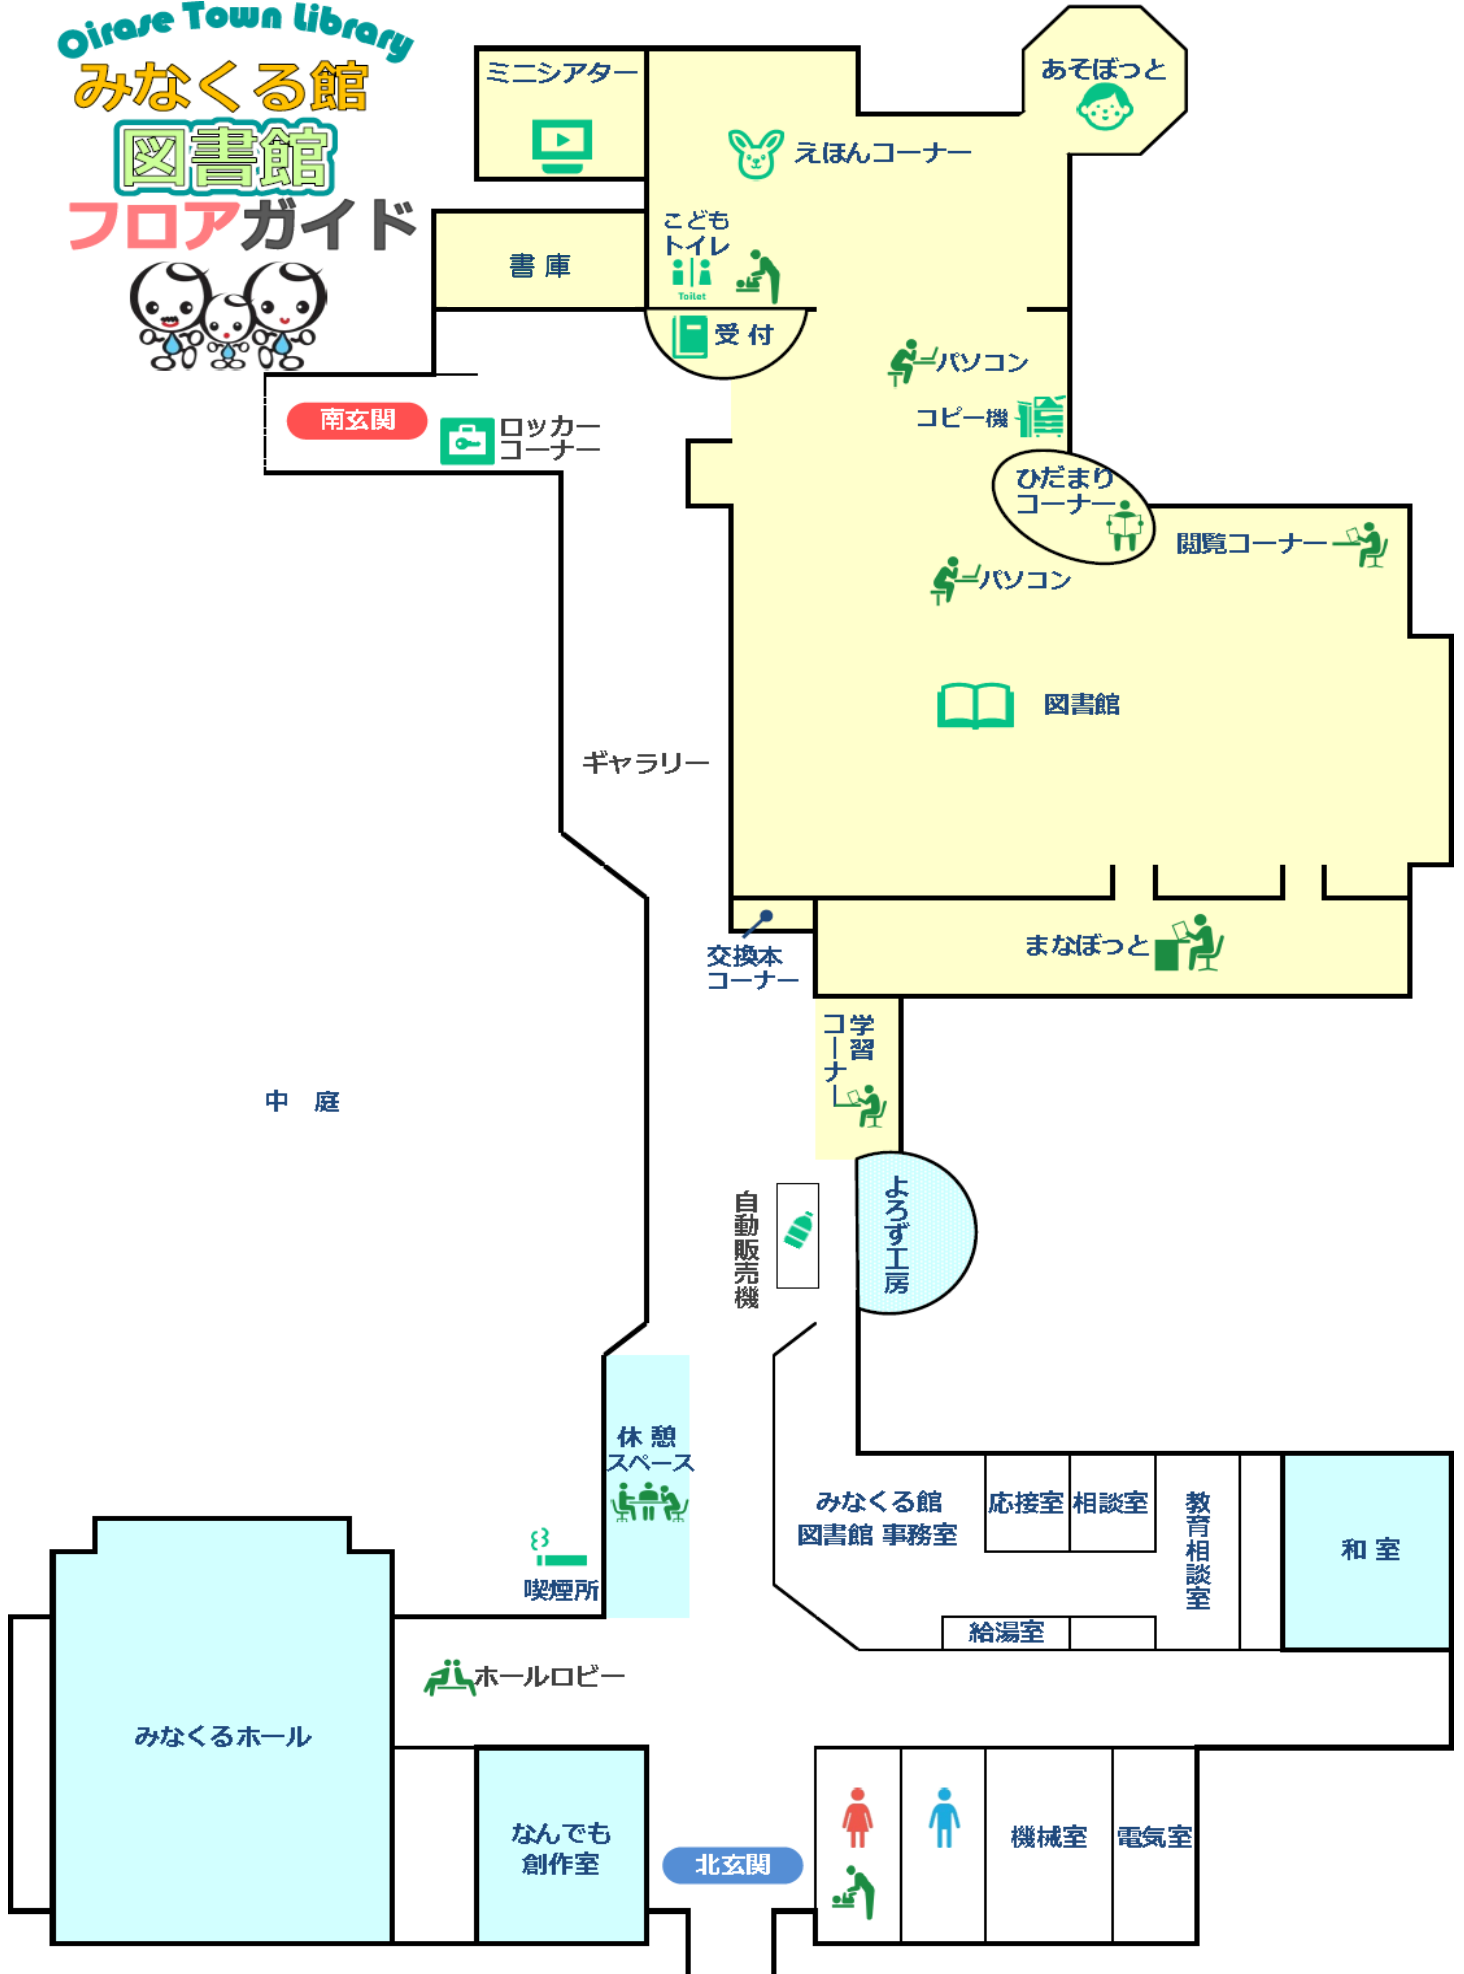 Oirase Town Library
みなくる館
図書館
フロアガイド
ミニシアター
あそぼっと
えほんコーナー
こども
トイレ
Toilet
書 庫
受 付
パソコン
コピー機
南玄関
ロッカー
コーナー
ひだまり
コーナー
閲覧コーナー
パソコン
図書館
ギャラリー
まなぼっと
交換本
コーナー
学習
コーナー
中 庭
よろず工房
自動販売機
休 憩
スペース
みなくる館
図書館 事務室
応接室
相談室
教育相談室
和 室
喫煙所
給湯室
ホールロビー
みなくるホール
なんでも
創作室
北玄関
機械室
電気室